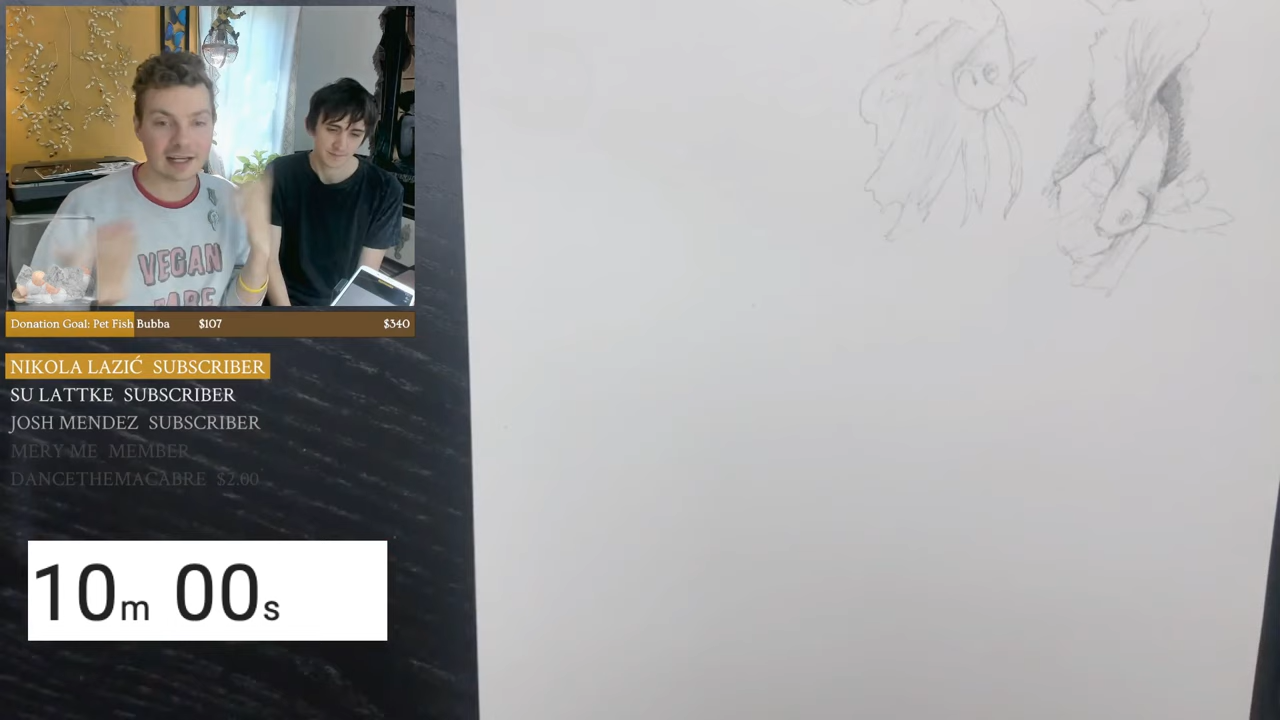 VEGAN
Donation Goal: Pet Fish Bubba $107 $340
NIKOLA LAZIĆ SUBSCRIBER
SU LATTKE SUBSCRIBER
JOSH MENDEZ SUBSCRIBER
MERY ME MEMBER
DANCETHEMACABRE $2.00
10m 00s